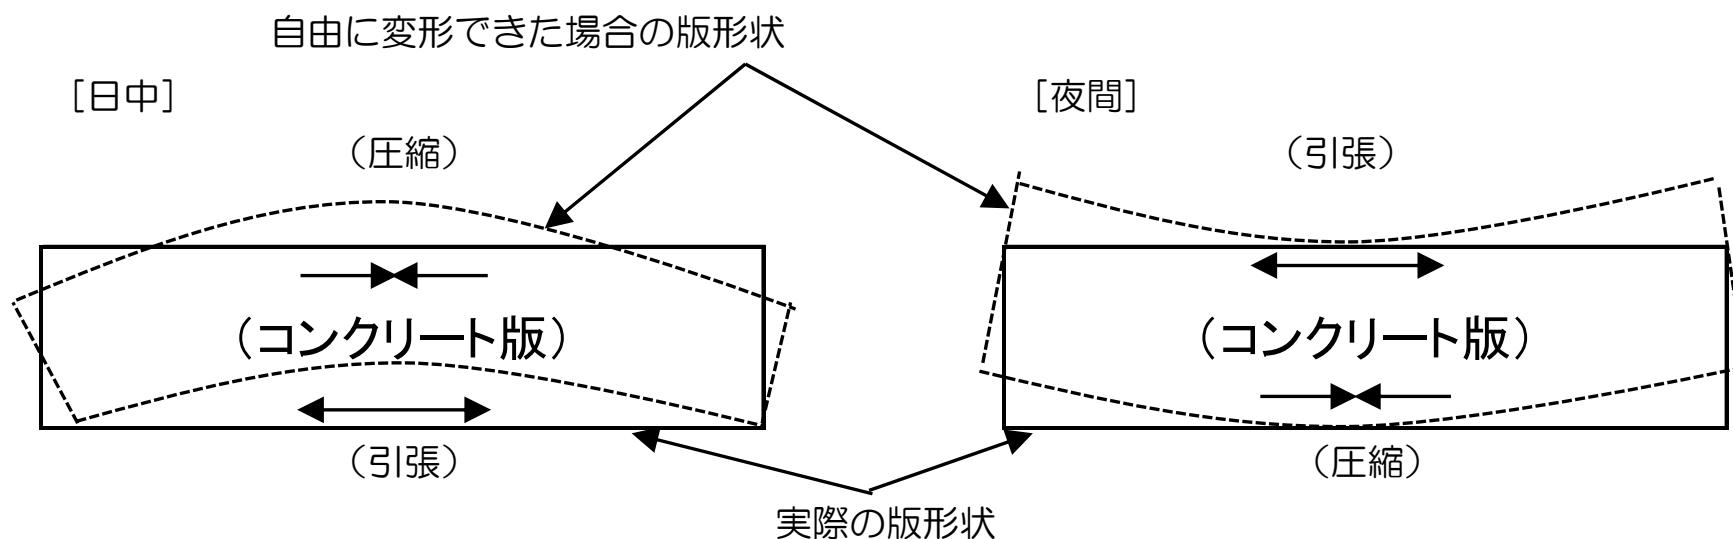 自由に変形できた場合の版形状
[日中]
[夜間]
（圧縮）
（引張）
（コンクリート版）
（コンクリート版）
（引張）
（圧縮）
実際の版形状